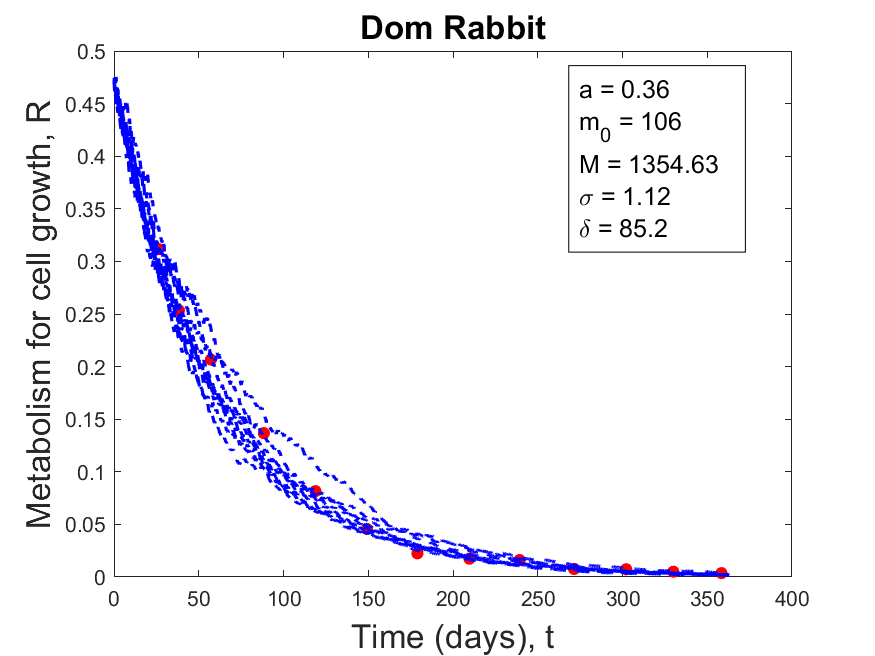 Dom Rabbit
Metabolism for cell growth, R
0.5
0.45
0.4
0.35
0.3
0.25
0.2
0.15
0.1
0.05
0
a = 0.36
m₀ = 106
M = 1354.63
σ = 1.12
δ = 85.2
0 50 100 150 200 250 300 350 400
Time (days), t